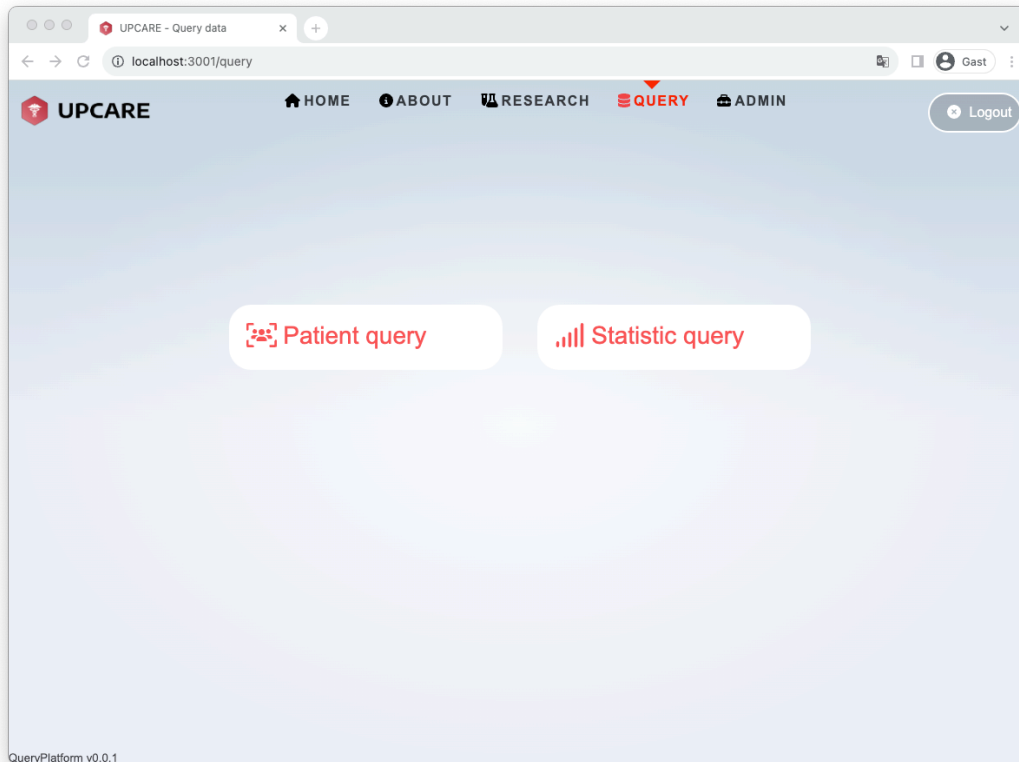 UPCARE - Query data
localhost:3001/query
Gast
UPCARE
HOME ABOUT RESEARCH QUERY ADMIN
Logout
Patient query
Statistic query
QueryPlatform v0.0.1